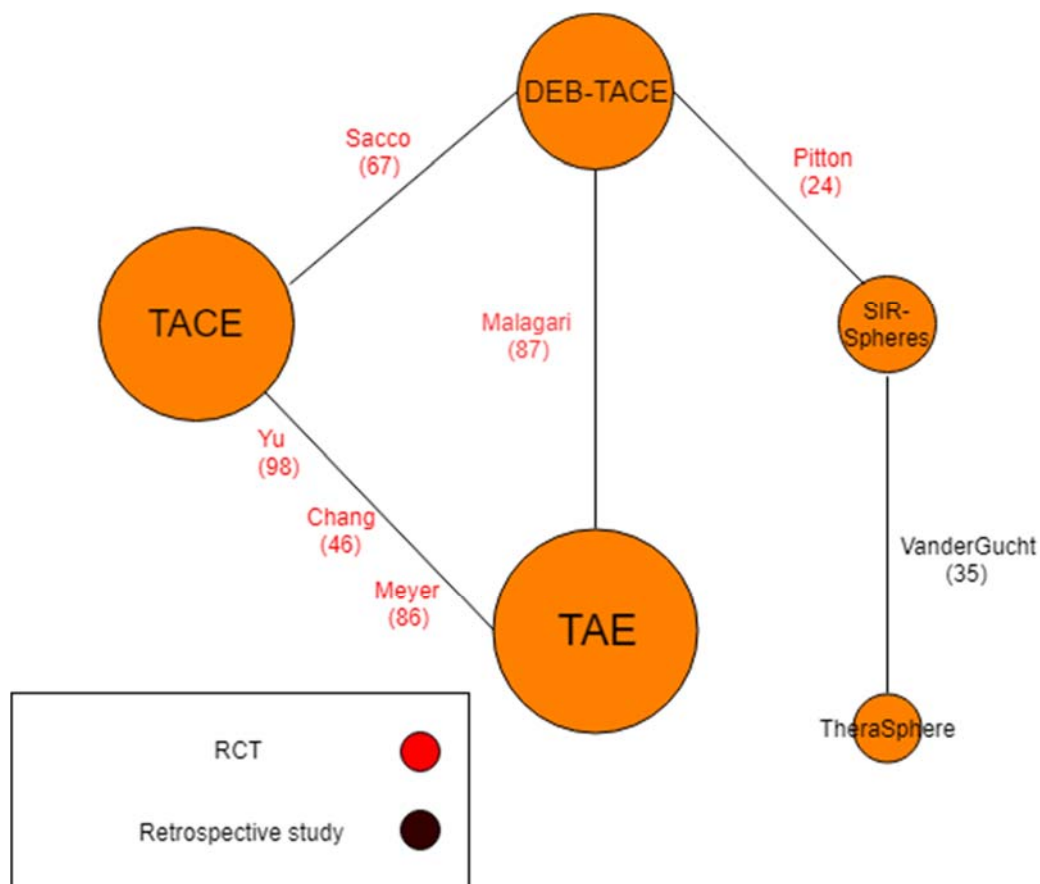 DEB-TACE
Sacco
(67)
Pitton
(24)
TACE
Malagari
(87)
SIR-
Spheres
Yu
(98)
Chang
(46)
Meyer
(86)
VanderGucht
(35)
TAE
TheraSphere
RCT
Retrospective study